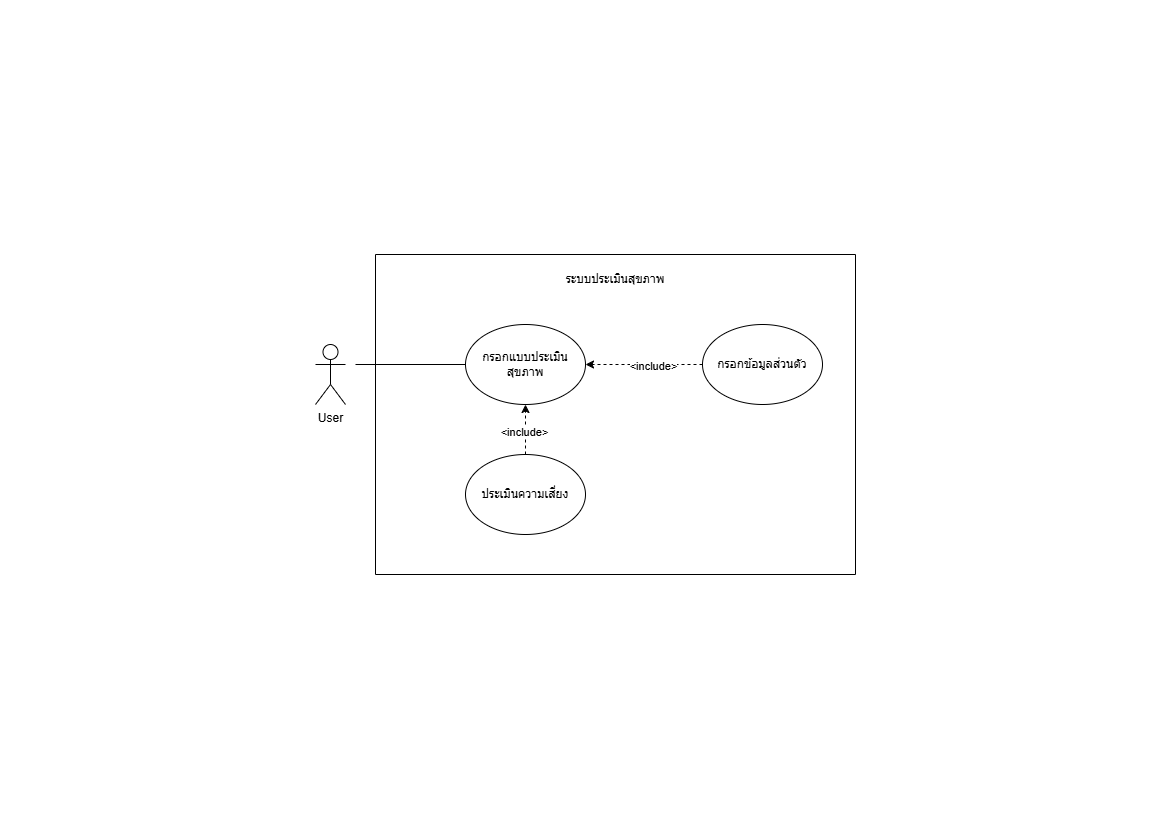 ระบบประเมินสุขภาพ
กรอกแบบประเมิน
สุขภาพ
<include>
กรอกข้อมูลส่วนตัว
User
<include>
ประเมินความเสี่ยง